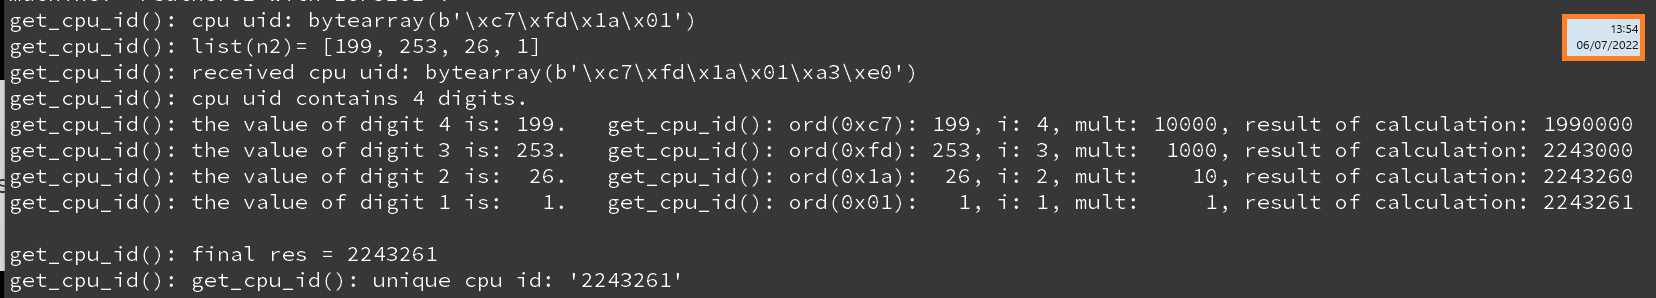 get_cpu_id(): cpu uid: bytearray(b'\xc7\xfd\x1a\x01')
get_cpu_id(): list(n2)= [199, 253, 26, 1]
get_cpu_id(): received cpu uid: bytearray(b'\xc7\xfd\x1a\x01\xa3\xe0')
get_cpu_id(): cpu uid contains 4 digits.
get_cpu_id(): the value of digit 4 is: 199.   get_cpu_id(): ord(0xc7): 199, i: 4, mult: 10000, result of calculation: 1990000
get_cpu_id(): the value of digit 3 is: 253.   get_cpu_id(): ord(0xfd): 253, i: 3, mult:  1000, result of calculation: 2243000
get_cpu_id(): the value of digit 2 is:  26.   get_cpu_id(): ord(0x1a):  26, i: 2, mult:    10, result of calculation: 2243260
get_cpu_id(): the value of digit 1 is:   1.   get_cpu_id(): ord(0x01):   1, i: 1, mult:     1, result of calculation: 2243261
get_cpu_id(): final res = 2243261
get_cpu_id(): get_cpu_id(): unique cpu id: '2243261'
13:54
06/07/2022